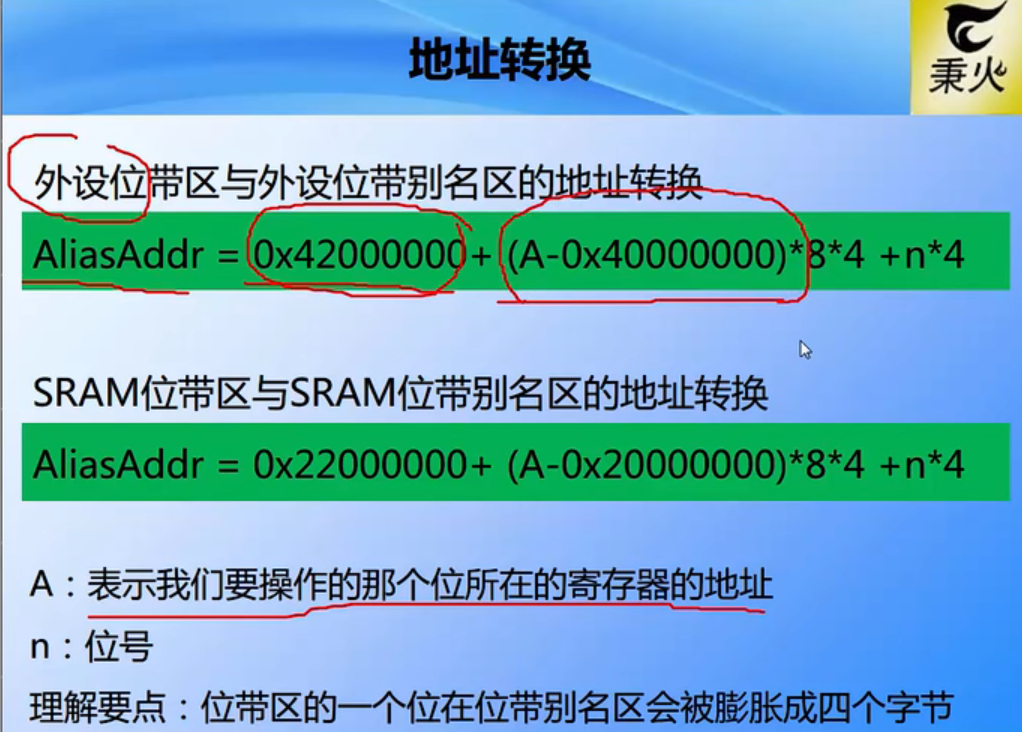 地址转换
秉火
外设位带区与外设位带别名区的地址转换
AliasAddr = 0x42000000+ (A-0x40000000)*8*4 +n*4
SRAM位带区与SRAM位带别名区的地址转换
AliasAddr = 0x22000000+ (A-0x20000000)*8*4 +n*4
A：表示我们要操作的那个位所在的寄存器的地址
n：位号
理解要点：位带区的一个位在位带别名区会被膨胀成四个字节